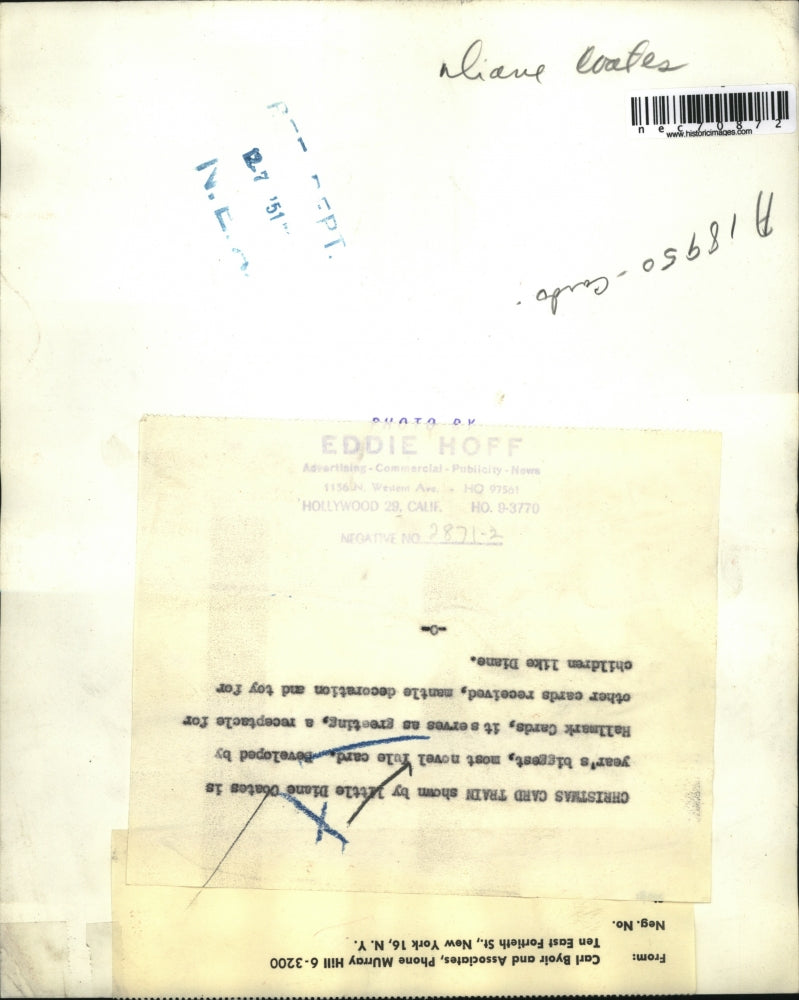 Diane Coates
nec70872
www.historicimages.com
DEPT.
27 '51
N.E.A
A18950 - Cards.
PHOTO BY
EDDIE HOFF
Advertising - Commercial - Publicity - News
1156 N. Western Ave. - HO 97561
HOLLYWOOD 29, CALIF. HO. 9-3770
NEGATIVE NO. 2871-2
CHRISTMAS CARD TRAIN shown by little Diane Coates is
year's biggest, most novel Yule card. Developed by
Hallmark Cards, it serves as greeting, a receptacle for
other cards received, mantle decoration and toy for
children like Diane.
-0-
From: Carl Byoir and Associates, Phone MUrray Hill 6-3200
Ten East Fortieth St., New York 16, N. Y.
Neg. No.